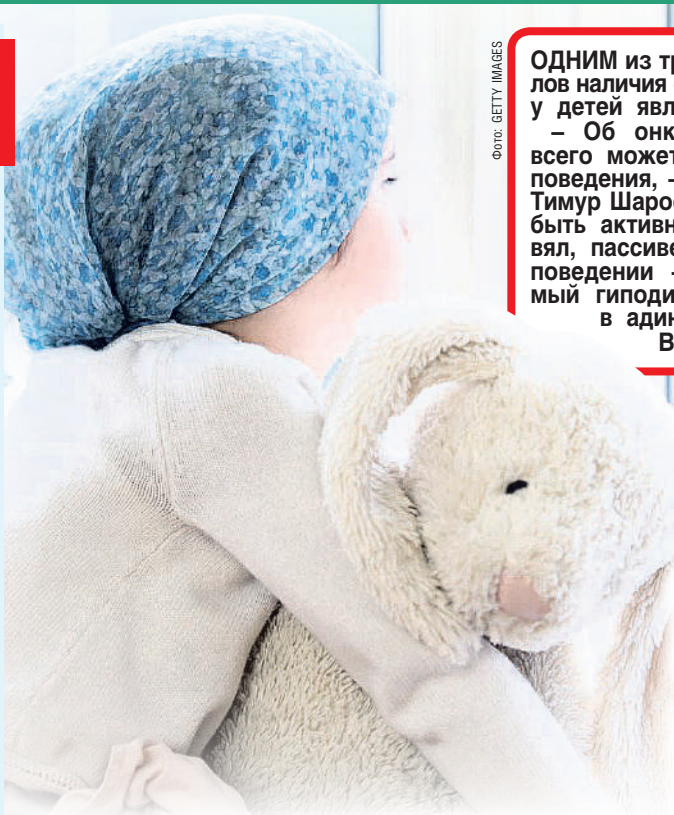 Фото: GETTY IMAGES
ОДНИМ из тр
лов наличия
у детей явл
– Об онк
всего может
поведения, –
Тимур Шаро
быть активн
вял, пассиве
поведении –
мый гиподи
в адин
В